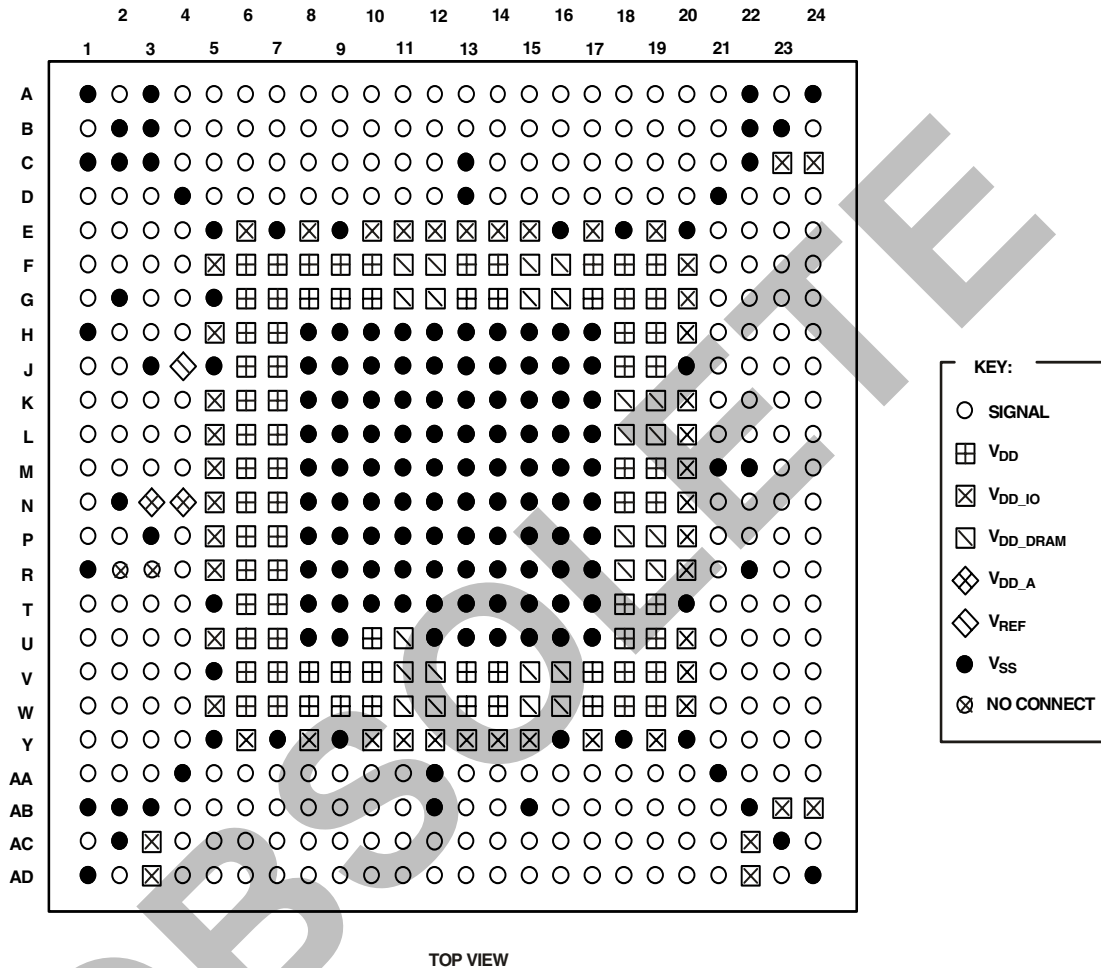 2 4 6 8 10 12 14 16 18 20 22 24
1 3 5 7 9 11 13 15 17 19 21 23
A
B
C
D
E
F
G
H
J
K
L
M
N
P
R
T
U
V
W
Y
AA
AB
AC
AD
KEY:
SIGNAL
VDD
VDD_IO
VDD_DRAM
VDD_A
VREF
VSS
NO CONNECT
TOP VIEW
OBSOLETE